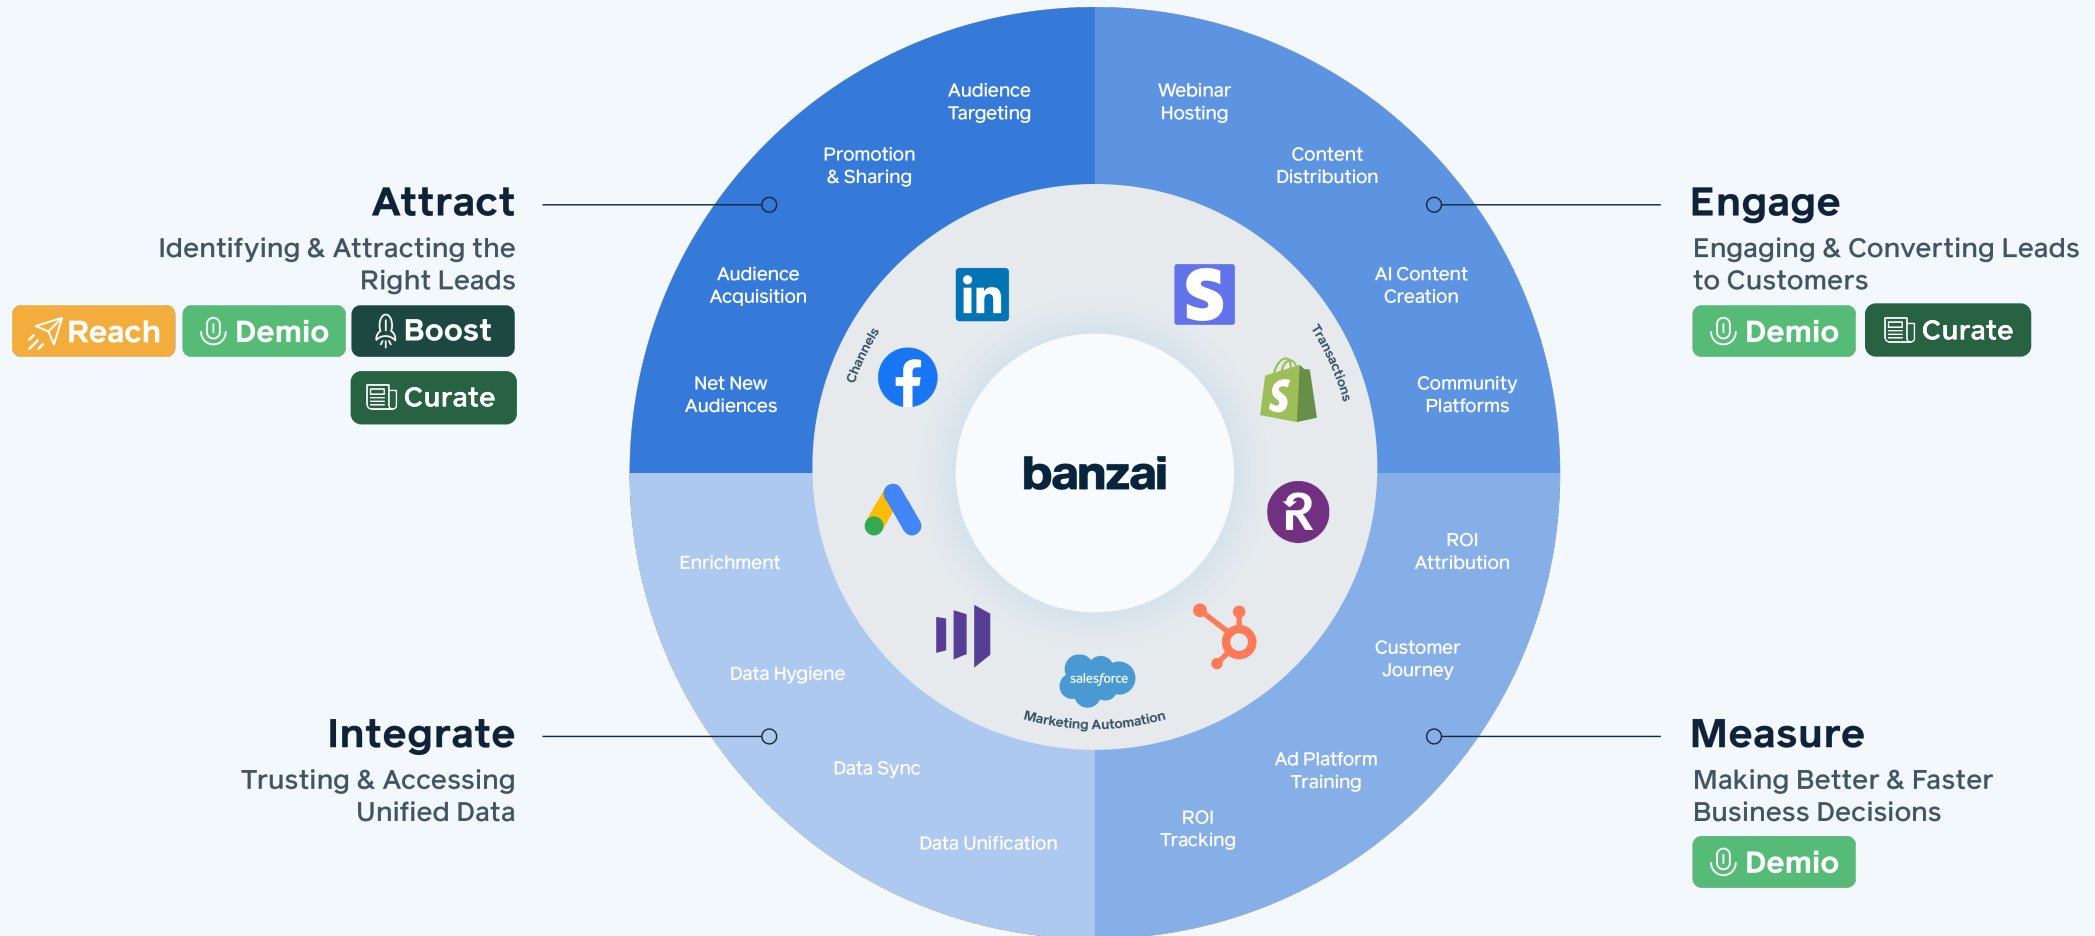 Attract
Identifying & Attracting the
Right Leads
Reach
Demio
Boost
Curate
Audience
Targeting
Promotion
& Sharing
Audience
Acquisition
Net New
Audiences
Webinar
Hosting
Content
Distribution
AI Content
Creation
Community
Platforms
Engage
Engaging & Converting Leads
to Customers
Demio
Curate
in
S
Channels
Transactions
f
S
banzai
R
salesforce
Marketing Automation
Integrate
Trusting & Accessing
Unified Data
Enrichment
Data Hygiene
Data Sync
Data Unification
ROI
Attribution
Customer
Journey
Ad Platform
Training
ROI
Tracking
Measure
Making Better & Faster
Business Decisions
Demio